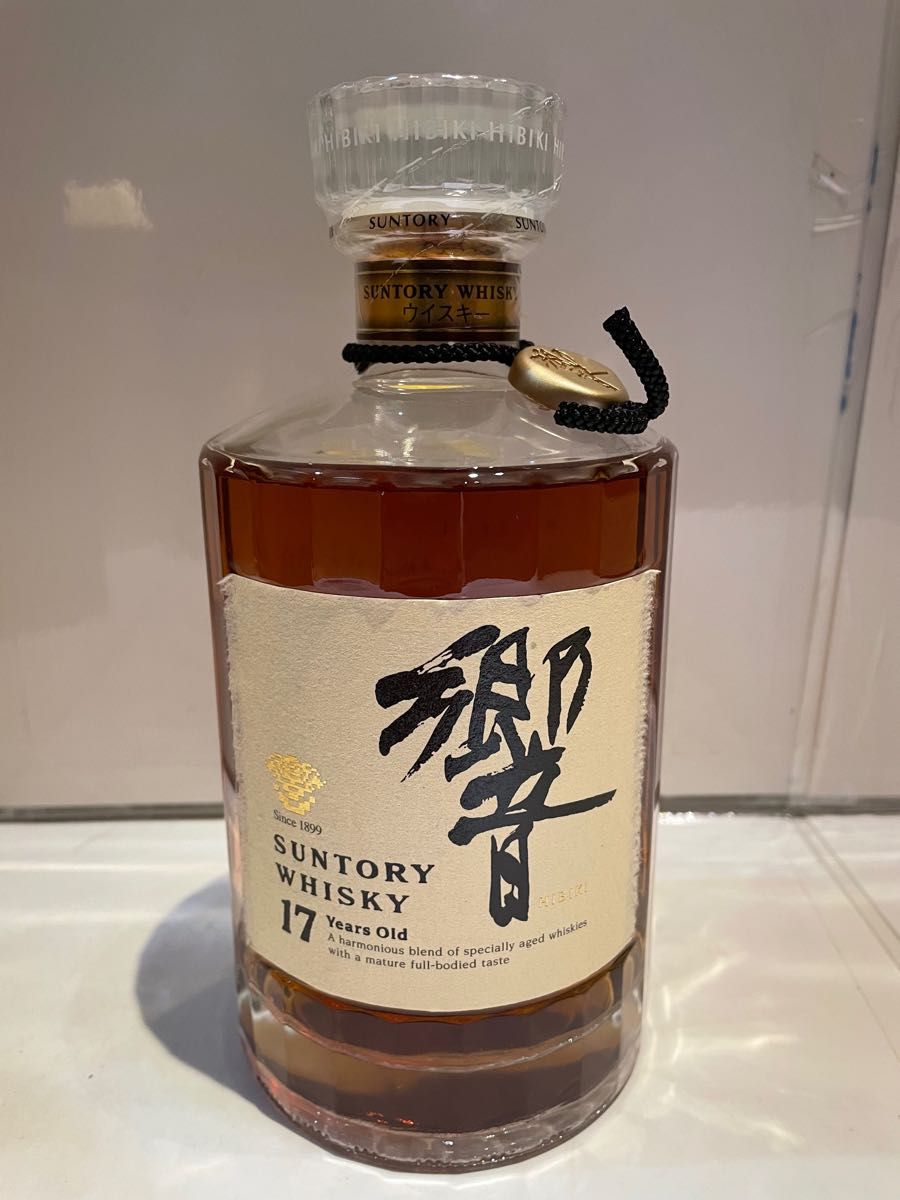 HIBIKI HIBIKI HIBIKI
SUNTORY
SUNTORY WHISKY
ウイスキー
響
HIBIKI
Since 1899
SUNTORY
WHISKY
17 Years Old
A harmonious blend of specially aged whiskies
with a mature full-bodied taste